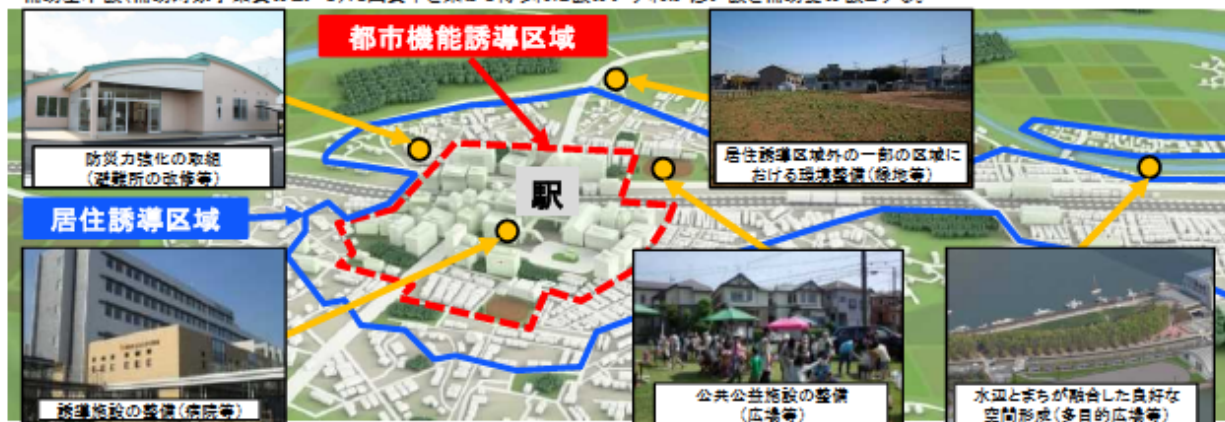 都市機能誘導区域
防災力強化の取組
(避難所の改修等)
居住誘導区域外の一部の区域に
おける環境整備(緑地等)
駅
居住誘導区域
誘導施設の整備(病院等)
公共公益施設の整備
(広場等)
水辺とまちが融合した良好な
空間形成(多目的広場等)